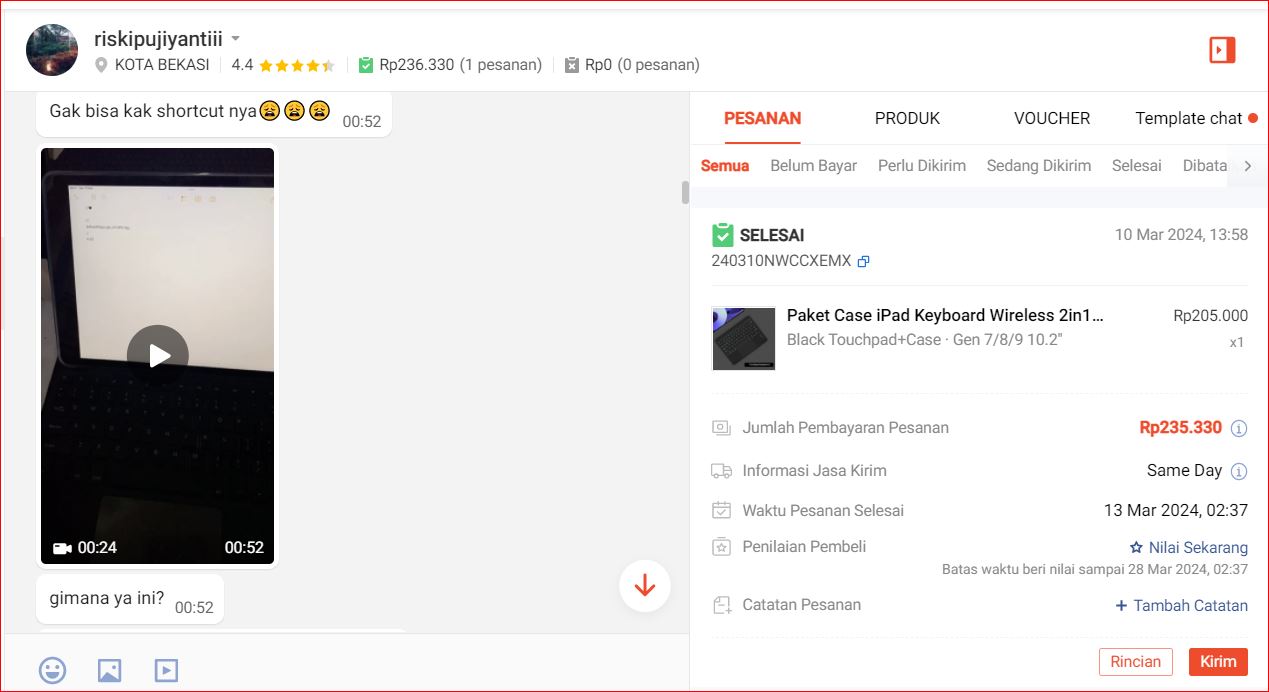 riskipujiyantiii
KOTA BEKASI 4.4 Rp236.330 (1 pesanan) Rp0 (0 pesanan)
Gak bisa kak shortcut nya😩😩😩 00:52
00:24 00:52
gimana ya ini? 00:52
PESANAN PRODUK VOUCHER Template chat
Semua Belum Bayar Perlu Dikirim Sedang Dikirim Selesai Dibata
SELESAI 10 Mar 2024, 13:58
240310NWCCXEMX
Paket Case iPad Keyboard Wireless 2in1... Rp205.000
Black Touchpad+Case · Gen 7/8/9 10.2" x1
Jumlah Pembayaran Pesanan Rp235.330
Informasi Jasa Kirim Same Day
Waktu Pesanan Selesai 13 Mar 2024, 02:37
Penilaian Pembeli Nilai Sekarang
Batas waktu beri nilai sampai 28 Mar 2024, 02:37
Catatan Pesanan + Tambah Catatan
Rincian Kirim